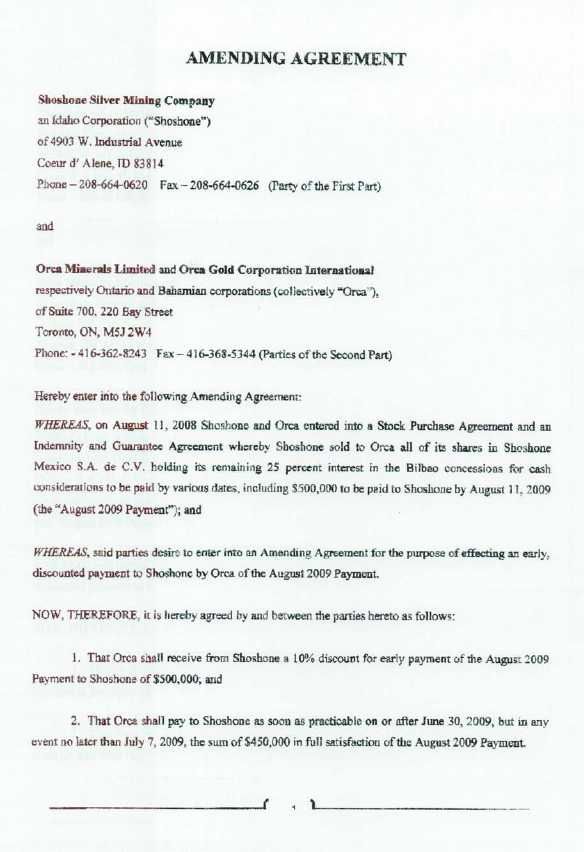 AMENDING AGREEMENT
Shoshone Silver Mining Company
an Idaho Corporation ("Shoshone")
of 4903 W. Industrial Avenue
Coeur d' Alene, ID 83814
Phone – 208-664-0620 Fax – 208-664-0626 (Party of the First Part)
and
Orca Minerals Limited and Orca Gold Corporation International
respectively Ontario and Bahamian corporations (collectively "Orca"),
of Suite 700, 220 Bay Street
Toronto, ON, M5J 2W4
Phone: - 416-362-8243 Fax – 416-368-5344 (Parties of the Second Part)
Hereby enter into the following Amending Agreement:
WHEREAS, on August 11, 2008 Shoshone and Orca entered into a Stock Purchase Agreement and an
Indemnity and Guarantee Agreement whereby Shoshone sold to Orca all of its shares in Shoshone
Mexico S.A. de C.V. holding its remaining 25 percent interest in the Bilbao concessions for cash
considerations to be paid by various dates, including $500,000 to be paid to Shoshone by August 11, 2009
(the "August 2009 Payment"); and
WHEREAS, said parties desire to enter into an Amending Agreement for the purpose of effecting an early,
discounted payment to Shoshone by Orca of the August 2009 Payment.
NOW, THEREFORE, it is hereby agreed by and between the parties hereto as follows:
1. That Orca shall receive from Shoshone a 10% discount for early payment of the August 2009
Payment to Shoshone of $500,000; and
2. That Orca shall pay to Shoshone as soon as practicable on or after June 30, 2009, but in any
event no later than July 7, 2009, the sum of $450,000 in full satisfaction of the August 2009 Payment.
1